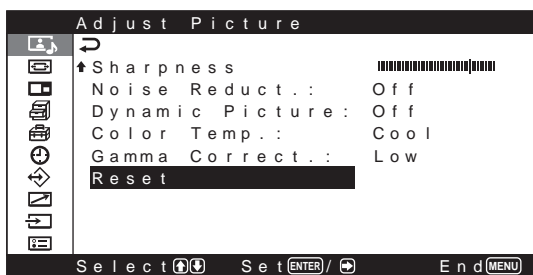 Adjust Picture
Sharpness
Noise Reduct.: Off
Dynamic Picture: Off
Color Temp.: Cool
Gamma Correct.: Low
Reset
Select Set ENTER / End MENU